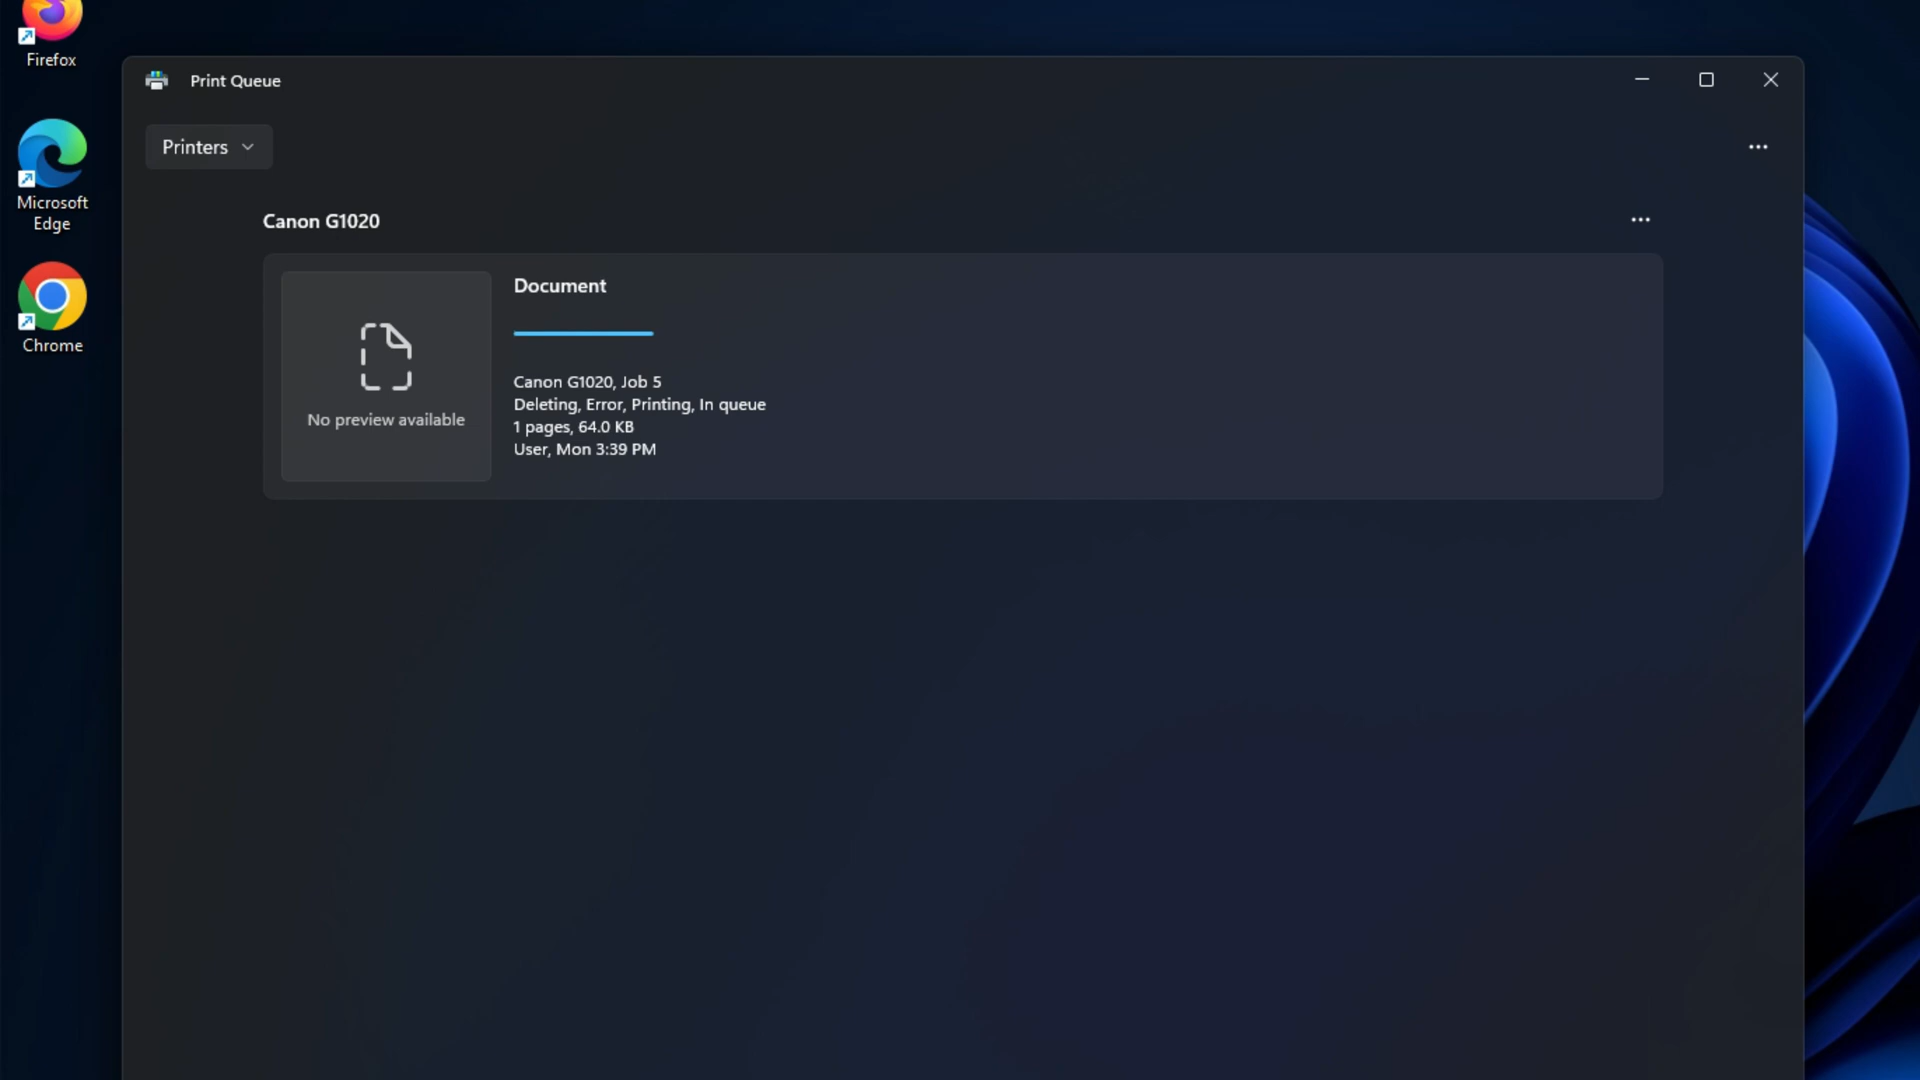 Firefox
Microsoft
Edge
Chrome
Print Queue
Printers
Canon G1020
No preview available
Document
Canon G1020, Job 5
Deleting, Error, Printing, In queue
1 pages, 64.0 KB
User, Mon 3:39 PM